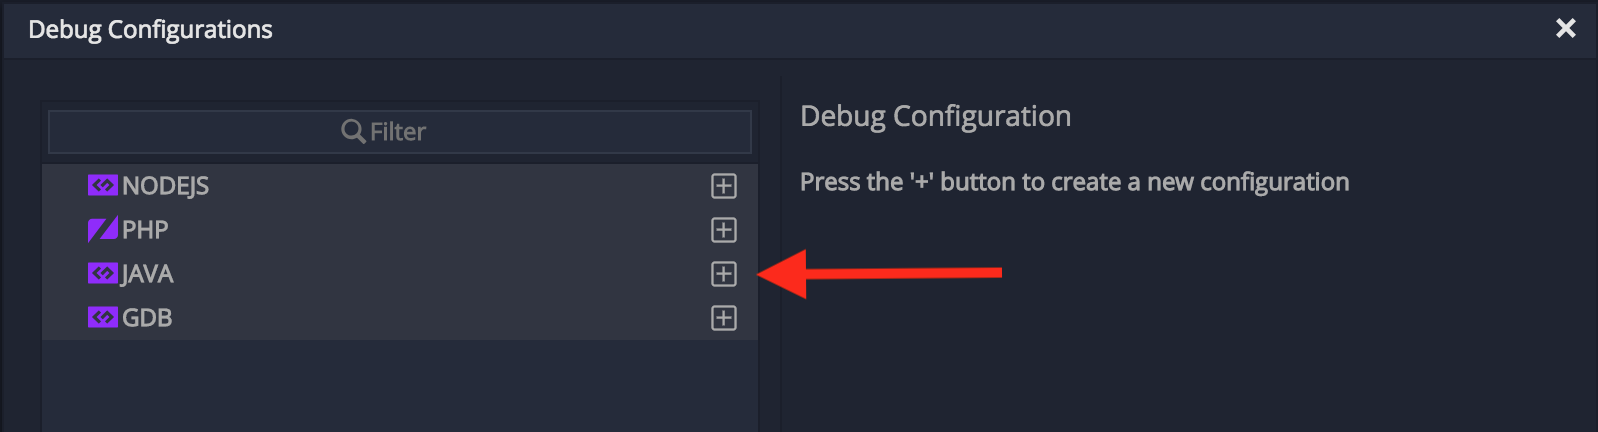 Debug Configurations
Filter
NODEJS
PHP
JAVA
GDB
Debug Configuration
Press the '+' button to create a new configuration